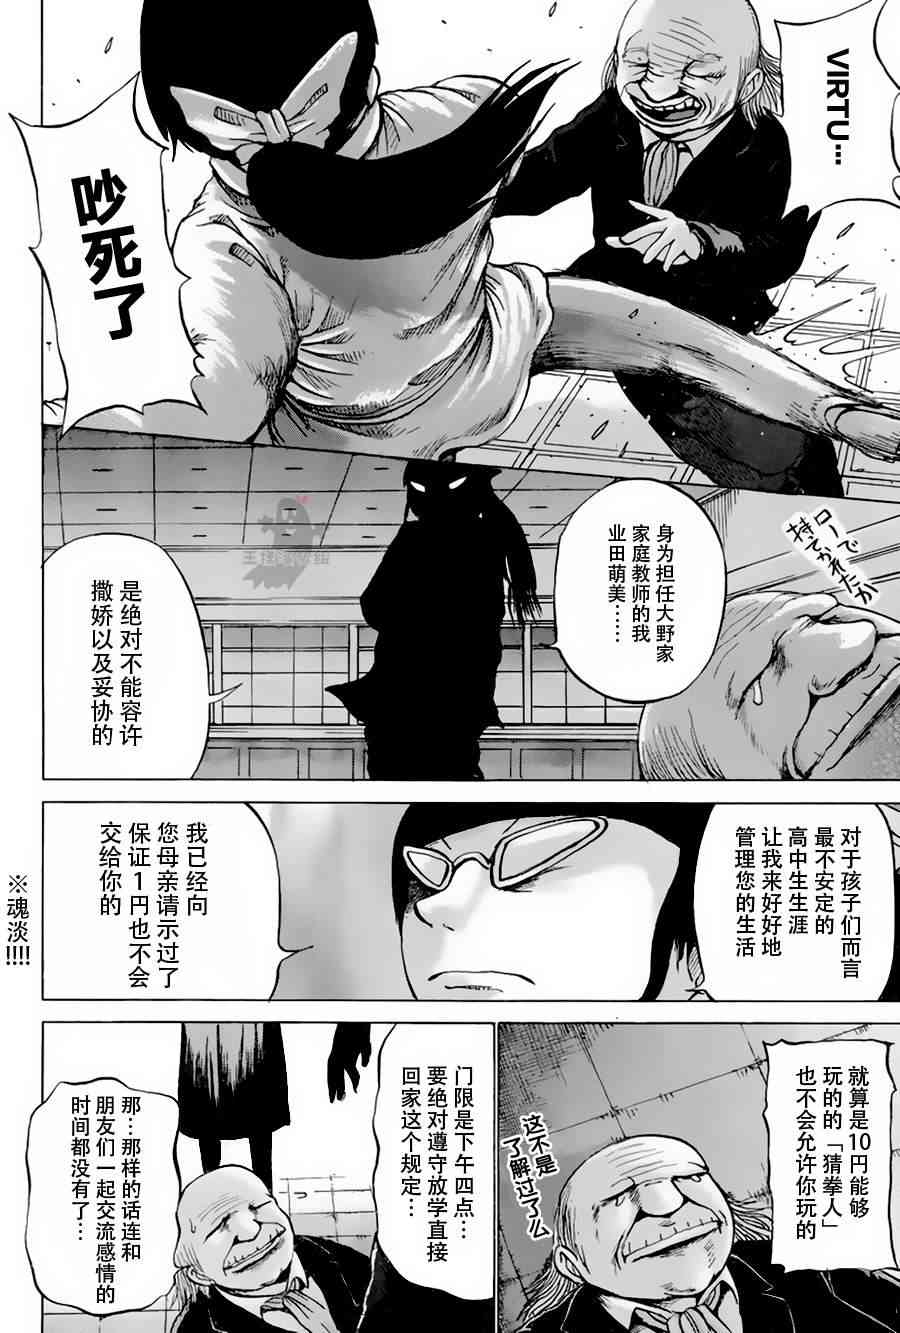 VIRTU…
吵死了
ローで
持てかれたか
身为担任大野家
家庭教师的我
业田萌美……
是绝对不能容许
撒娇以及妥协的
对于孩子们而言
最不安定的
高中生生涯
让我来好好地
管理您的生活
我已经向
您母亲请示过了
保证1円也不会
交给你的
※魂淡!!!!
就算是10円能够
玩的的「猜拳人」
也不会允许你玩的
这不是
了解过了么
门限是下午四点…
要绝对遵守放学直接
回家这个规定…
那…那样的话连和
朋友们一起交流感情的
时间都没有了…